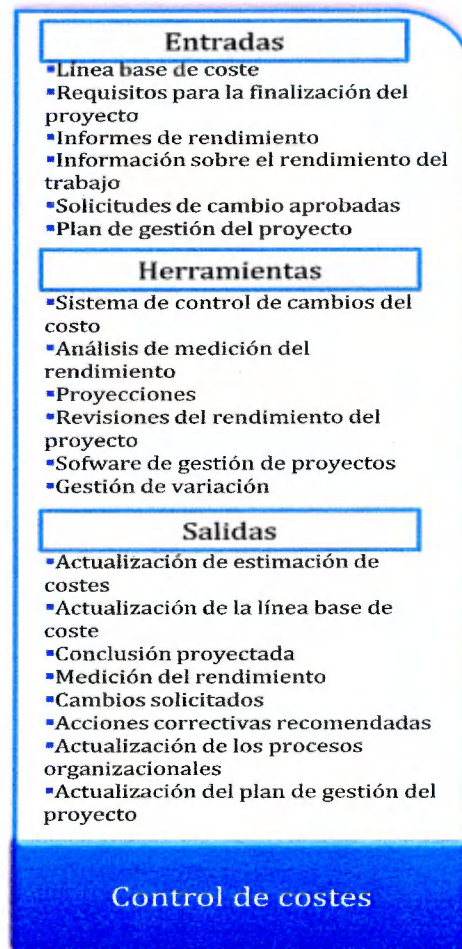 Entradas
▪Línea base de coste
▪Requisitos para la finalización del
proyecto
▪Informes de rendimiento
▪Información sobre el rendimiento del
trabajo
▪Solicitudes de cambio aprobadas
▪Plan de gestión del proyecto
Herramientas
▪Sistema de control de cambios del
costo
▪Análisis de medición del
rendimiento
▪Proyecciones
▪Revisiones del rendimiento del
proyecto
▪Sofware de gestión de proyectos
▪Gestión de variación
Salidas
▪Actualización de estimación de
costes
▪Actualización de la línea base de
coste
▪Conclusión proyectada
▪Medición del rendimiento
▪Cambios solicitados
▪Acciones correctivas recomendadas
▪Actualización de los procesos
organizacionales
▪Actualización del plan de gestión del
proyecto
Control de costes